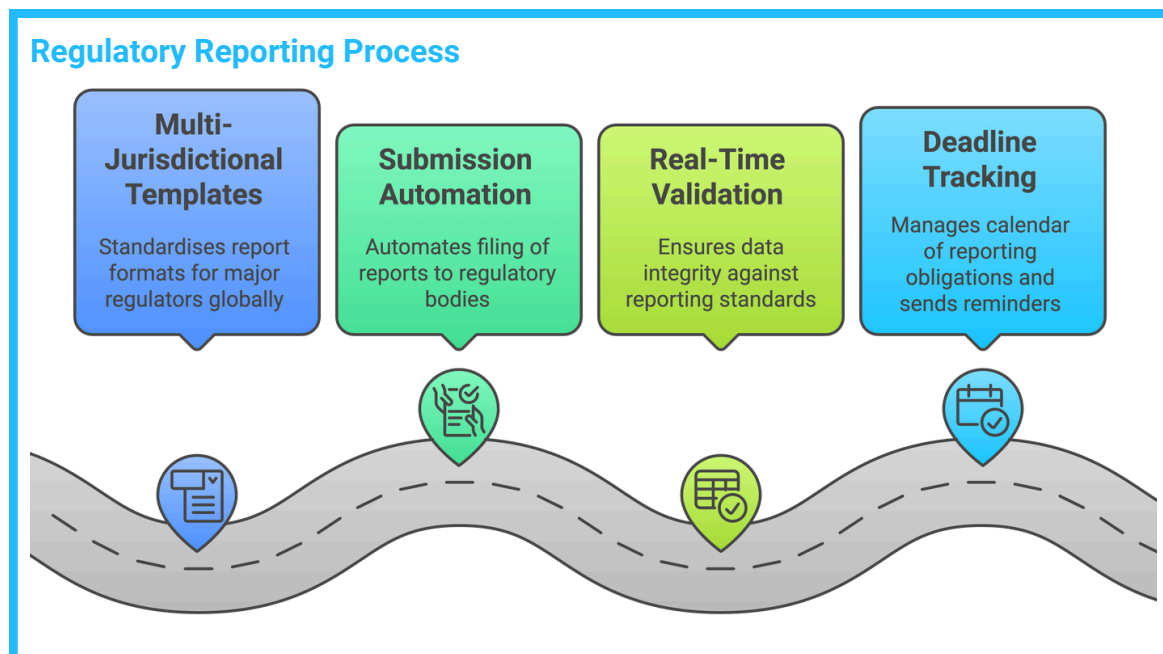 Regulatory Reporting Process
Multi-
Jurisdictional
Templates
Standardises report
formats for major
regulators globally
Submission
Automation
Automates filing of
reports to regulatory
bodies
Real-Time
Validation
Ensures data
integrity against
reporting standards
Deadline
Tracking
Manages calendar
of reporting
obligations and
sends reminders